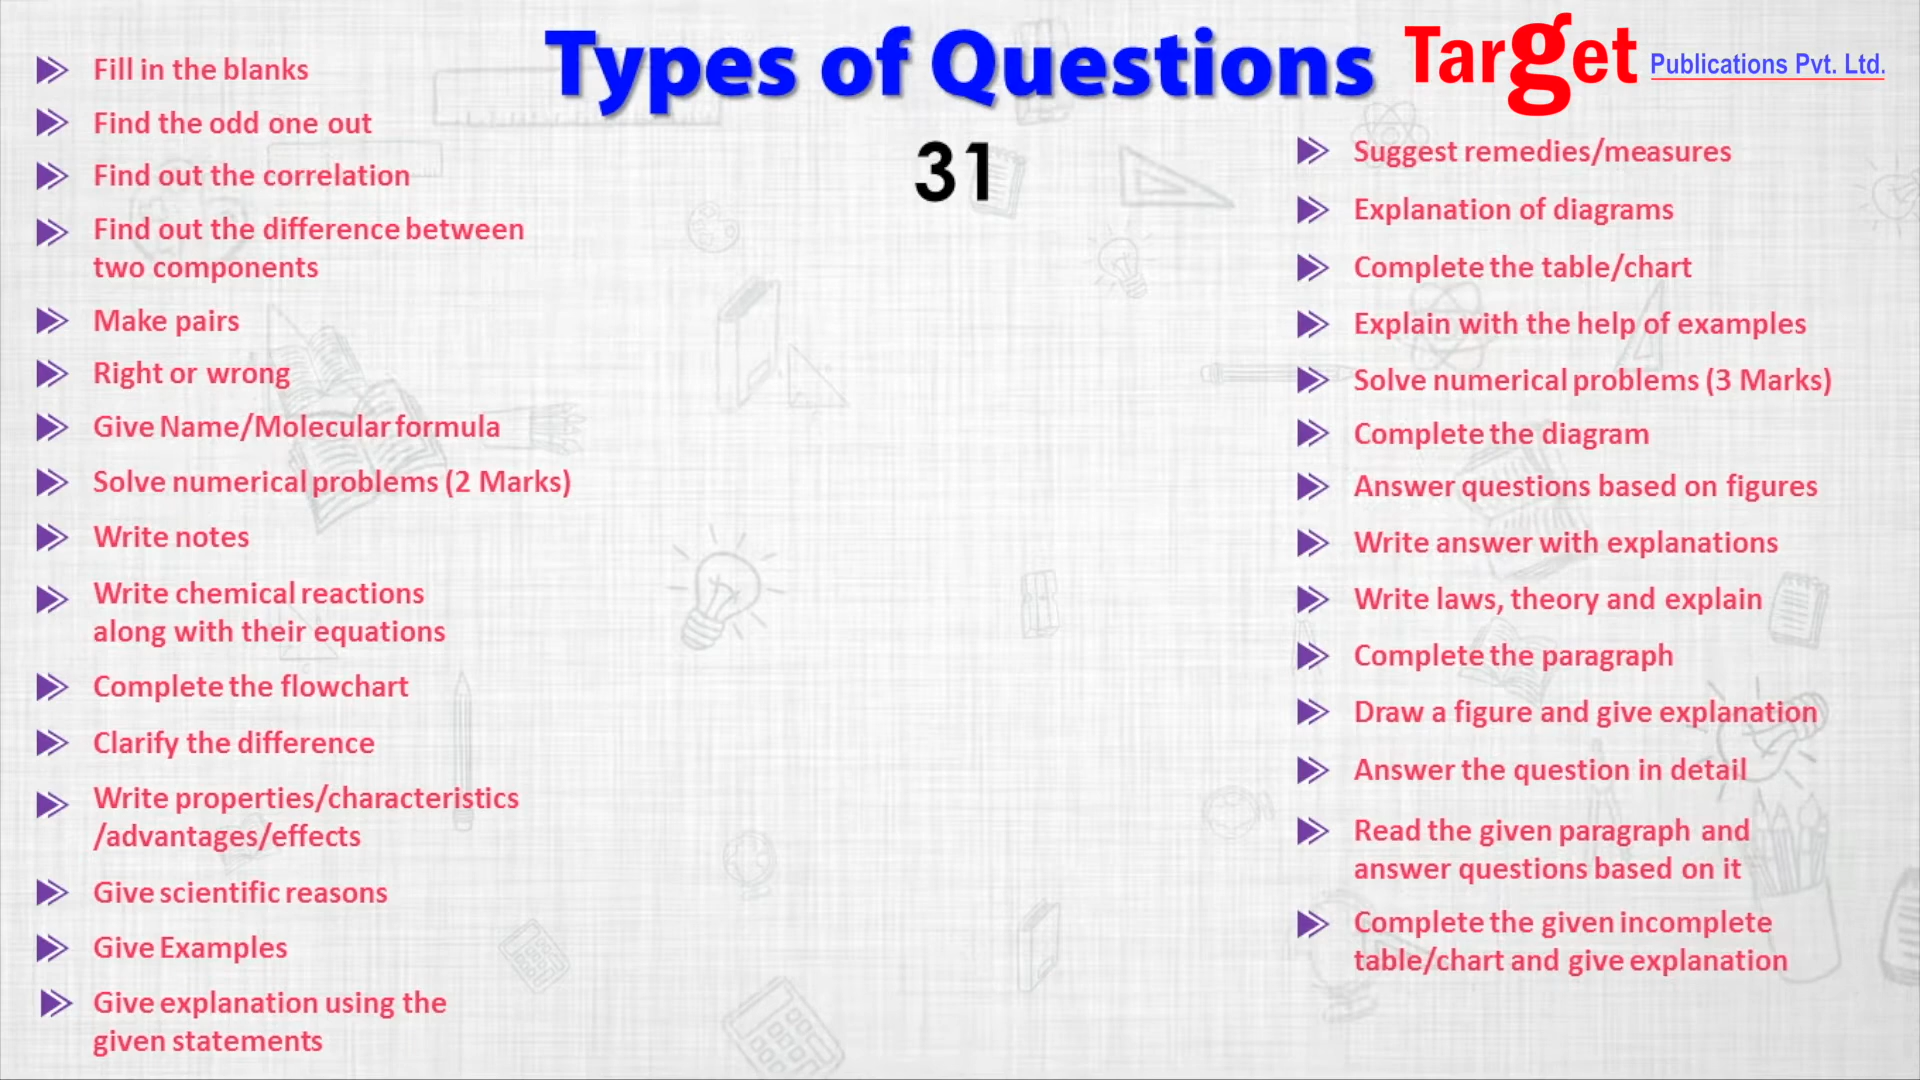 Types of Questions
Target Publications Pvt. Ltd.
31
Fill in the blanks
Find the odd one out
Find out the correlation
Find out the difference between
two components
Make pairs
Right or wrong
Give Name/Molecular formula
Solve numerical problems (2 Marks)
Write notes
Write chemical reactions
along with their equations
Complete the flowchart
Clarify the difference
Write properties/characteristics
/advantages/effects
Give scientific reasons
Give Examples
Give explanation using the
given statements
Suggest remedies/measures
Explanation of diagrams
Complete the table/chart
Explain with the help of examples
Solve numerical problems (3 Marks)
Complete the diagram
Answer questions based on figures
Write answer with explanations
Write laws, theory and explain
Complete the paragraph
Draw a figure and give explanation
Answer the question in detail
Read the given paragraph and
answer questions based on it
Complete the given incomplete
table/chart and give explanation